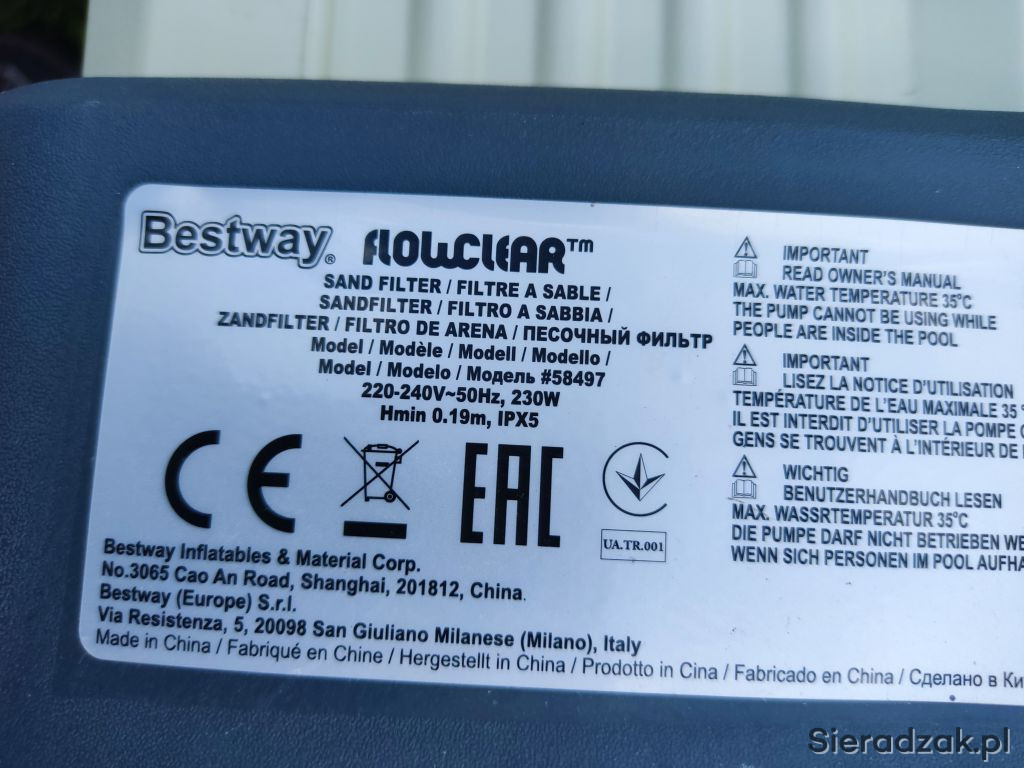 Bestway®
FLOWCLEAR™
SAND FILTER / FILTRE A SABLE /
SANDFILTER / FILTRO A SABBIA /
ZANDFILTER / FILTRO DE ARENA / ПЕСОЧНЫЙ ФИЛЬТР
Model / Modèle / Modell / Modello /
Model / Modelo / Модель #58497
220-240V~50Hz, 230W
Hmin 0.19m, IPX5
CE
EAC
UA.TR.001
Bestway Inflatables & Material Corp.
No.3065 Cao An Road, Shanghai, 201812, China.
Bestway (Europe) S.r.l.
Via Resistenza, 5, 20098 San Giuliano Milanese (Milano), Italy
Made in China / Fabriqué en Chine / Hergestellt in China / Prodotto in Cina / Fabricado en China / Сделано в Ки
IMPORTANT
READ OWNER'S MANUAL
MAX. WATER TEMPERATURE 35°C
THE PUMP CANNOT BE USING WHILE
PEOPLE ARE INSIDE THE POOL
IMPORTANT
LISEZ LA NOTICE D'UTILISATION
TEMPÉRATURE DE L'EAU MAXIMALE 35
IL EST INTERDIT D'UTILISER LA POMPE
GENS SE TROUVENT À L'INTÉRIEUR DE
WICHTIG
BENUTZERHANDBUCH LESEN
MAX. WASSRTEMPERATUR 35°C
DIE PUMPE DARF NICHT BETRIEBEN WE
WENN SICH PERSONEN IM POOL AUFHA
Sieradzak.pl